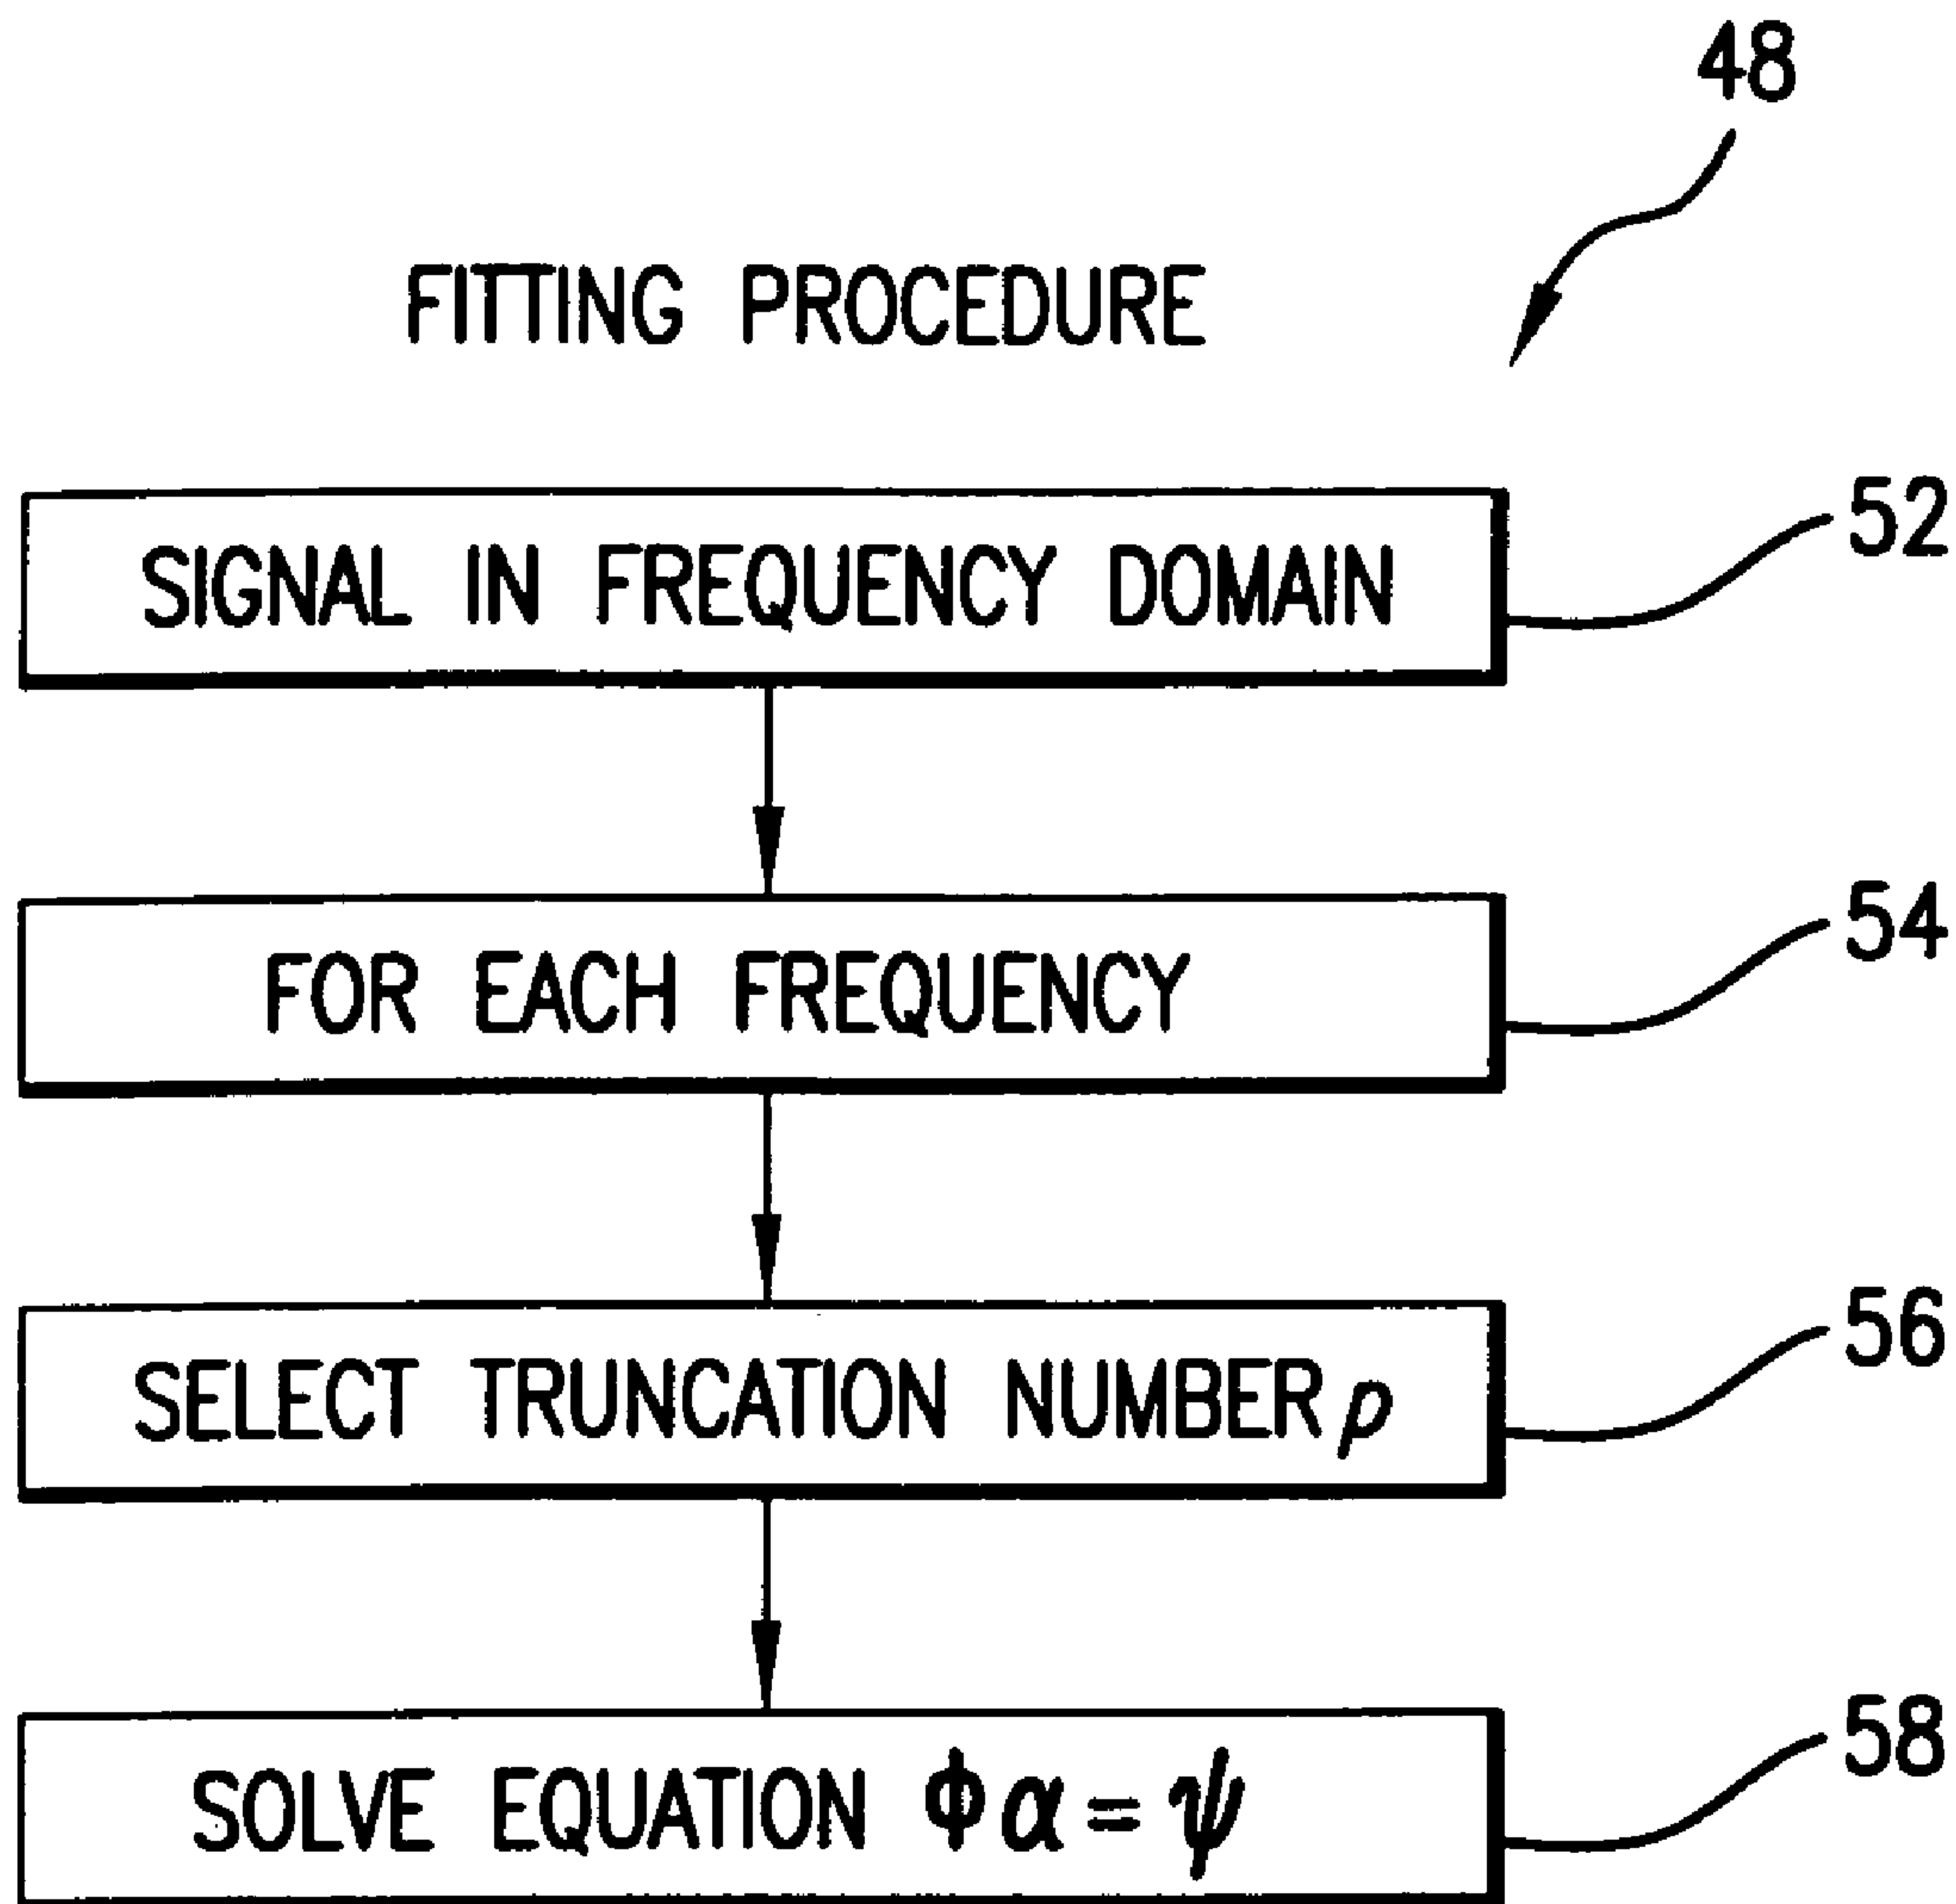 48
FITTING PROCEDURE
SIGNAL IN FREQUENCY DOMAIN
52
FOR EACH FREQUENCY
54
SELECT TRUNCATION NUMBER p
56
SOLVE EQUATION Φα=ψ
58